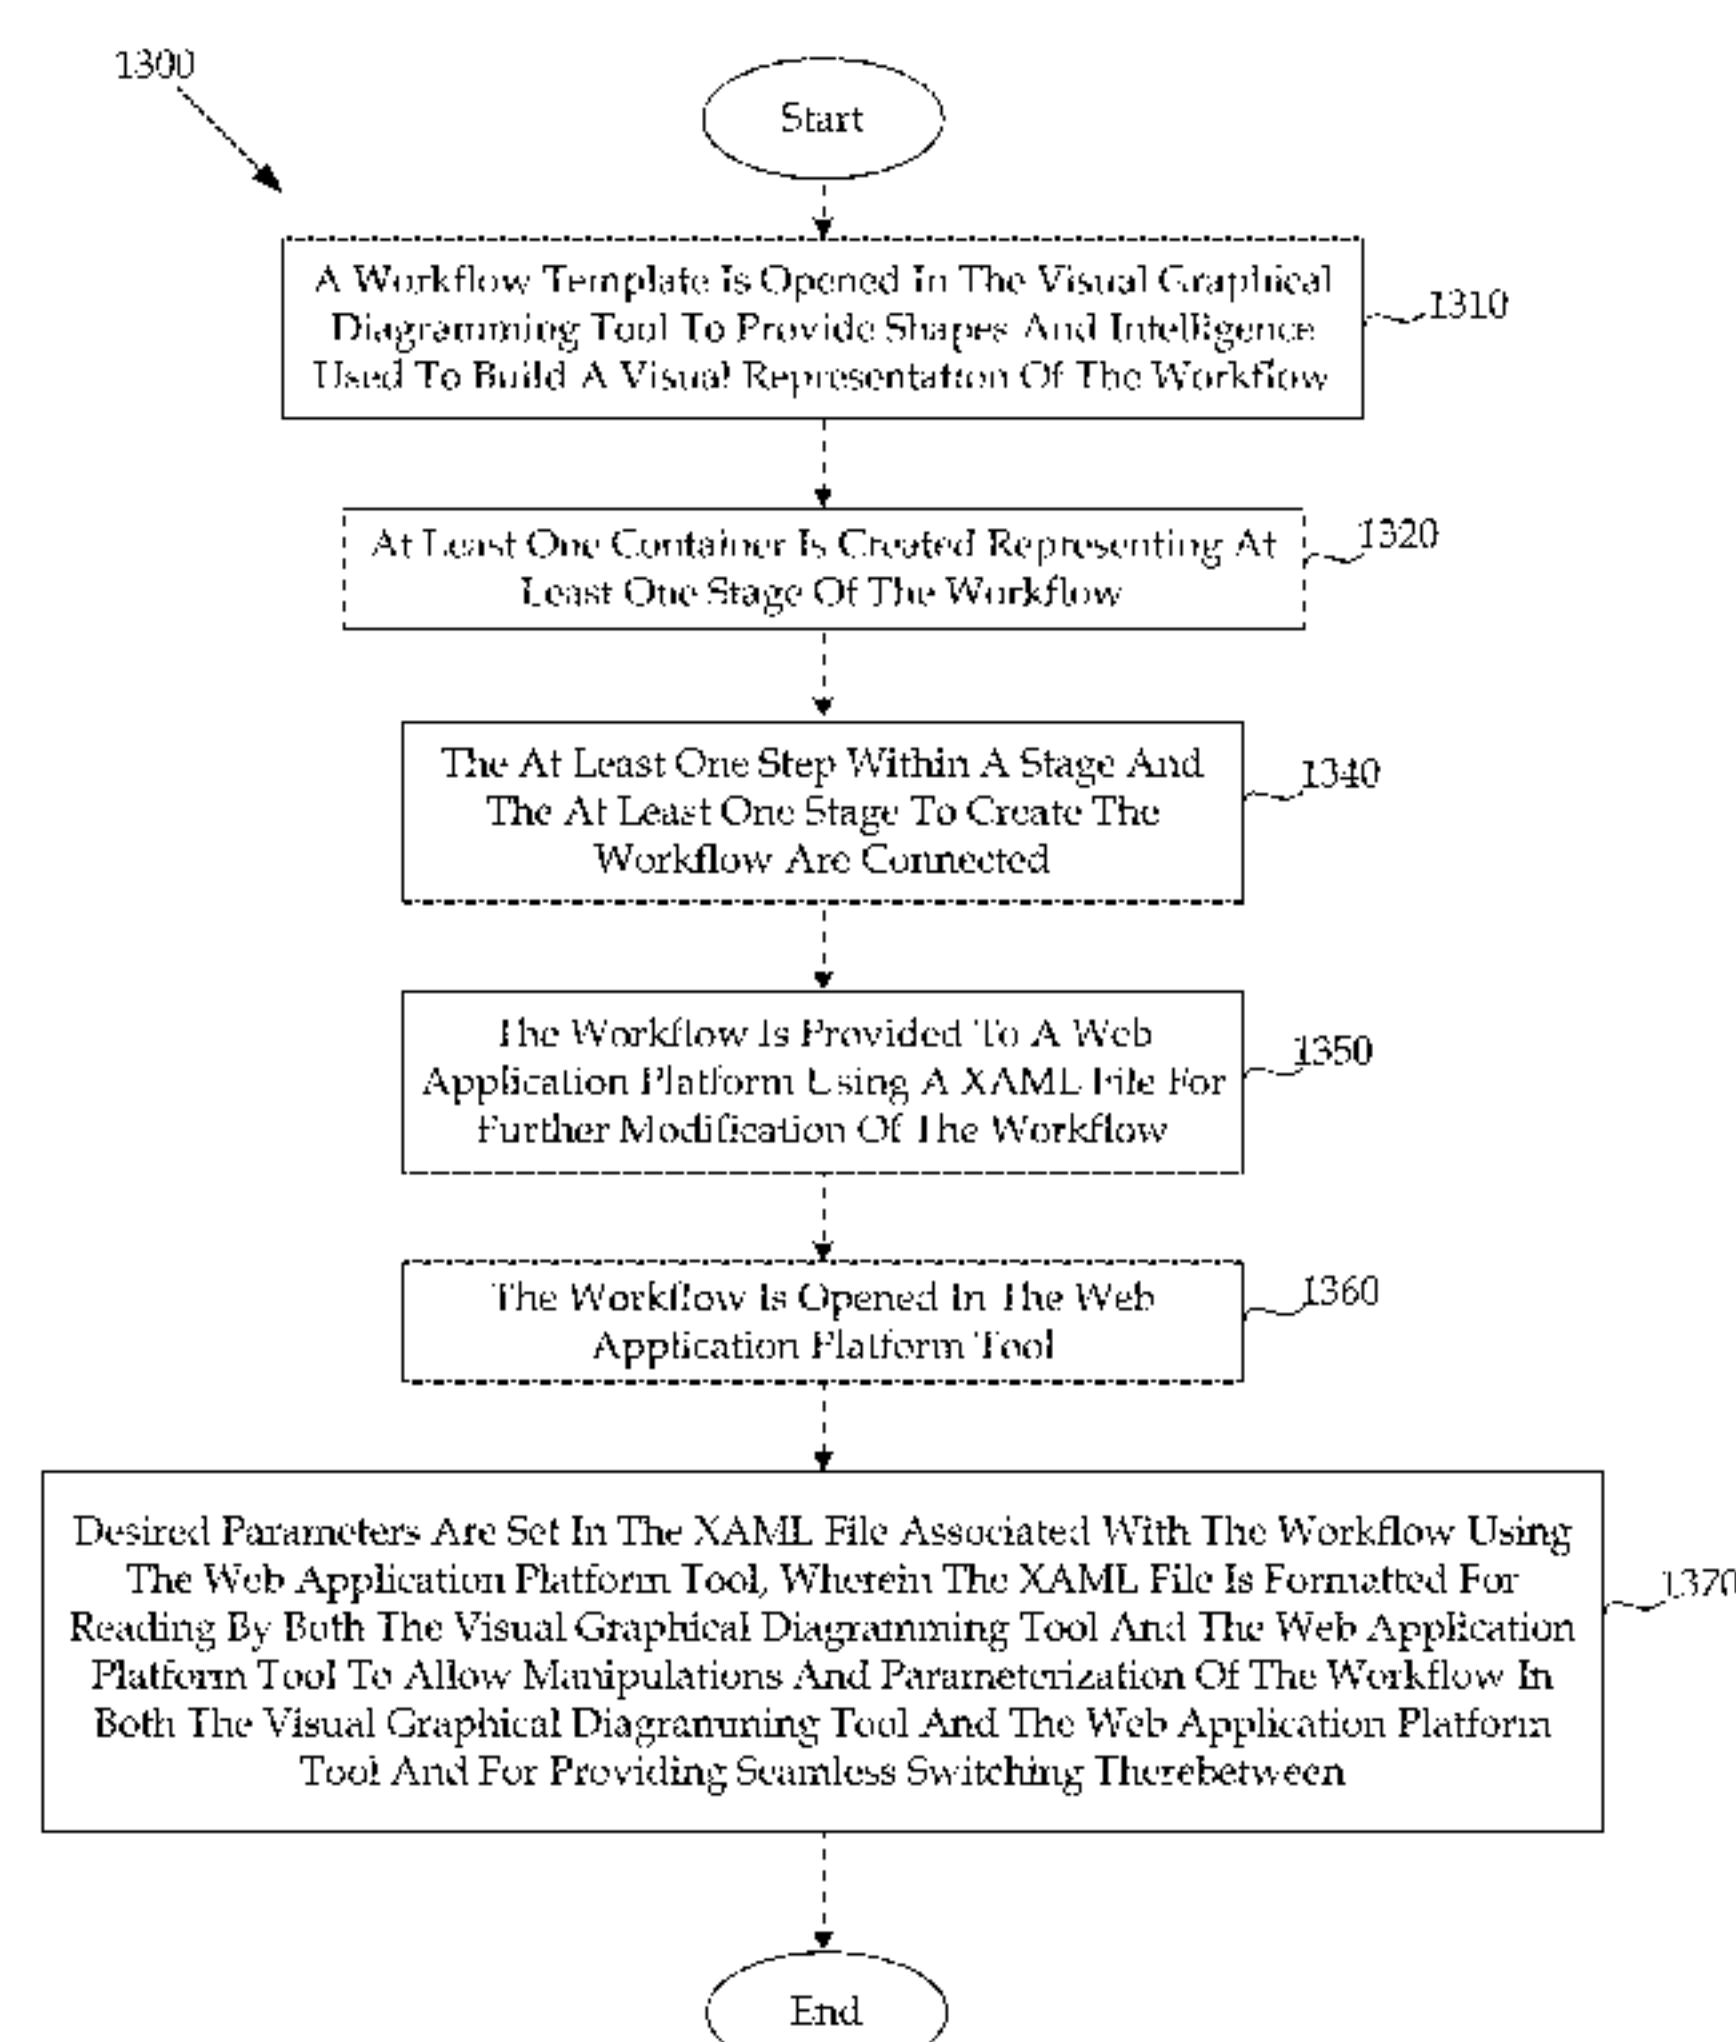 1300
Start
A Workflow Template Is Opened In The Visual Graphical
Diagramming Tool To Provide Shapes And Intelligence
Used To Build A Visual Representation Of The Workflow
1310
At Least One Container Is Created Representing At
Least One Stage Of The Workflow
1320
The At Least One Step Within A Stage And
The At Least One Stage To Create The
Workflow Are Connected
1340
The Workflow Is Provided To A Web
Application Platform Using A XAML File For
Further Modification Of The Workflow
1350
The Workflow Is Opened In The Web
Application Platform Tool
1360
Desired Parameters Are Set In The XAML File Associated With The Workflow Using
The Web Application Platform Tool, Wherein The XAML File Is Formatted For
Reading By Both The Visual Graphical Diagramming Tool And The Web Application
Platform Tool To Allow Manipulations And Parameterization Of The Workflow In
Both The Visual Graphical Diagramming Tool And The Web Application Platform
Tool And For Providing Seamless Switching Therebetween
1370
End